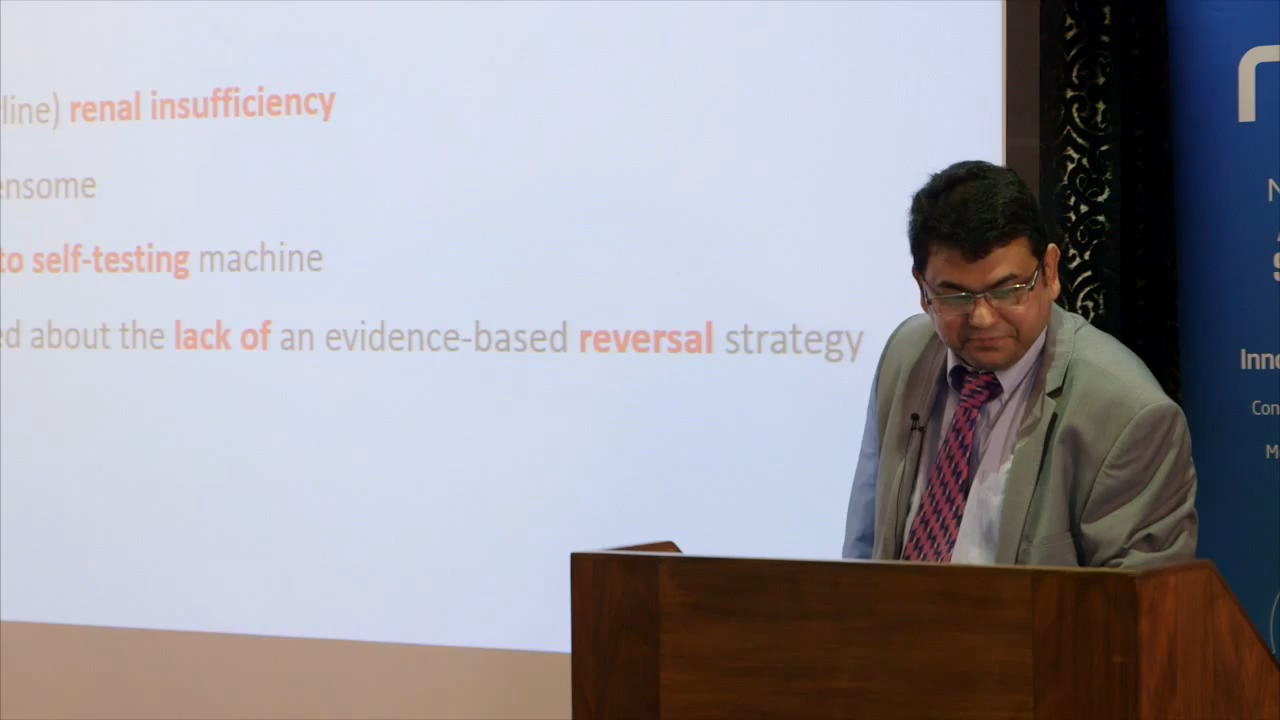 line) renal insufficiency
ensome
to self-testing machine
ed about the lack of an evidence-based reversal strategy
Inno
Con